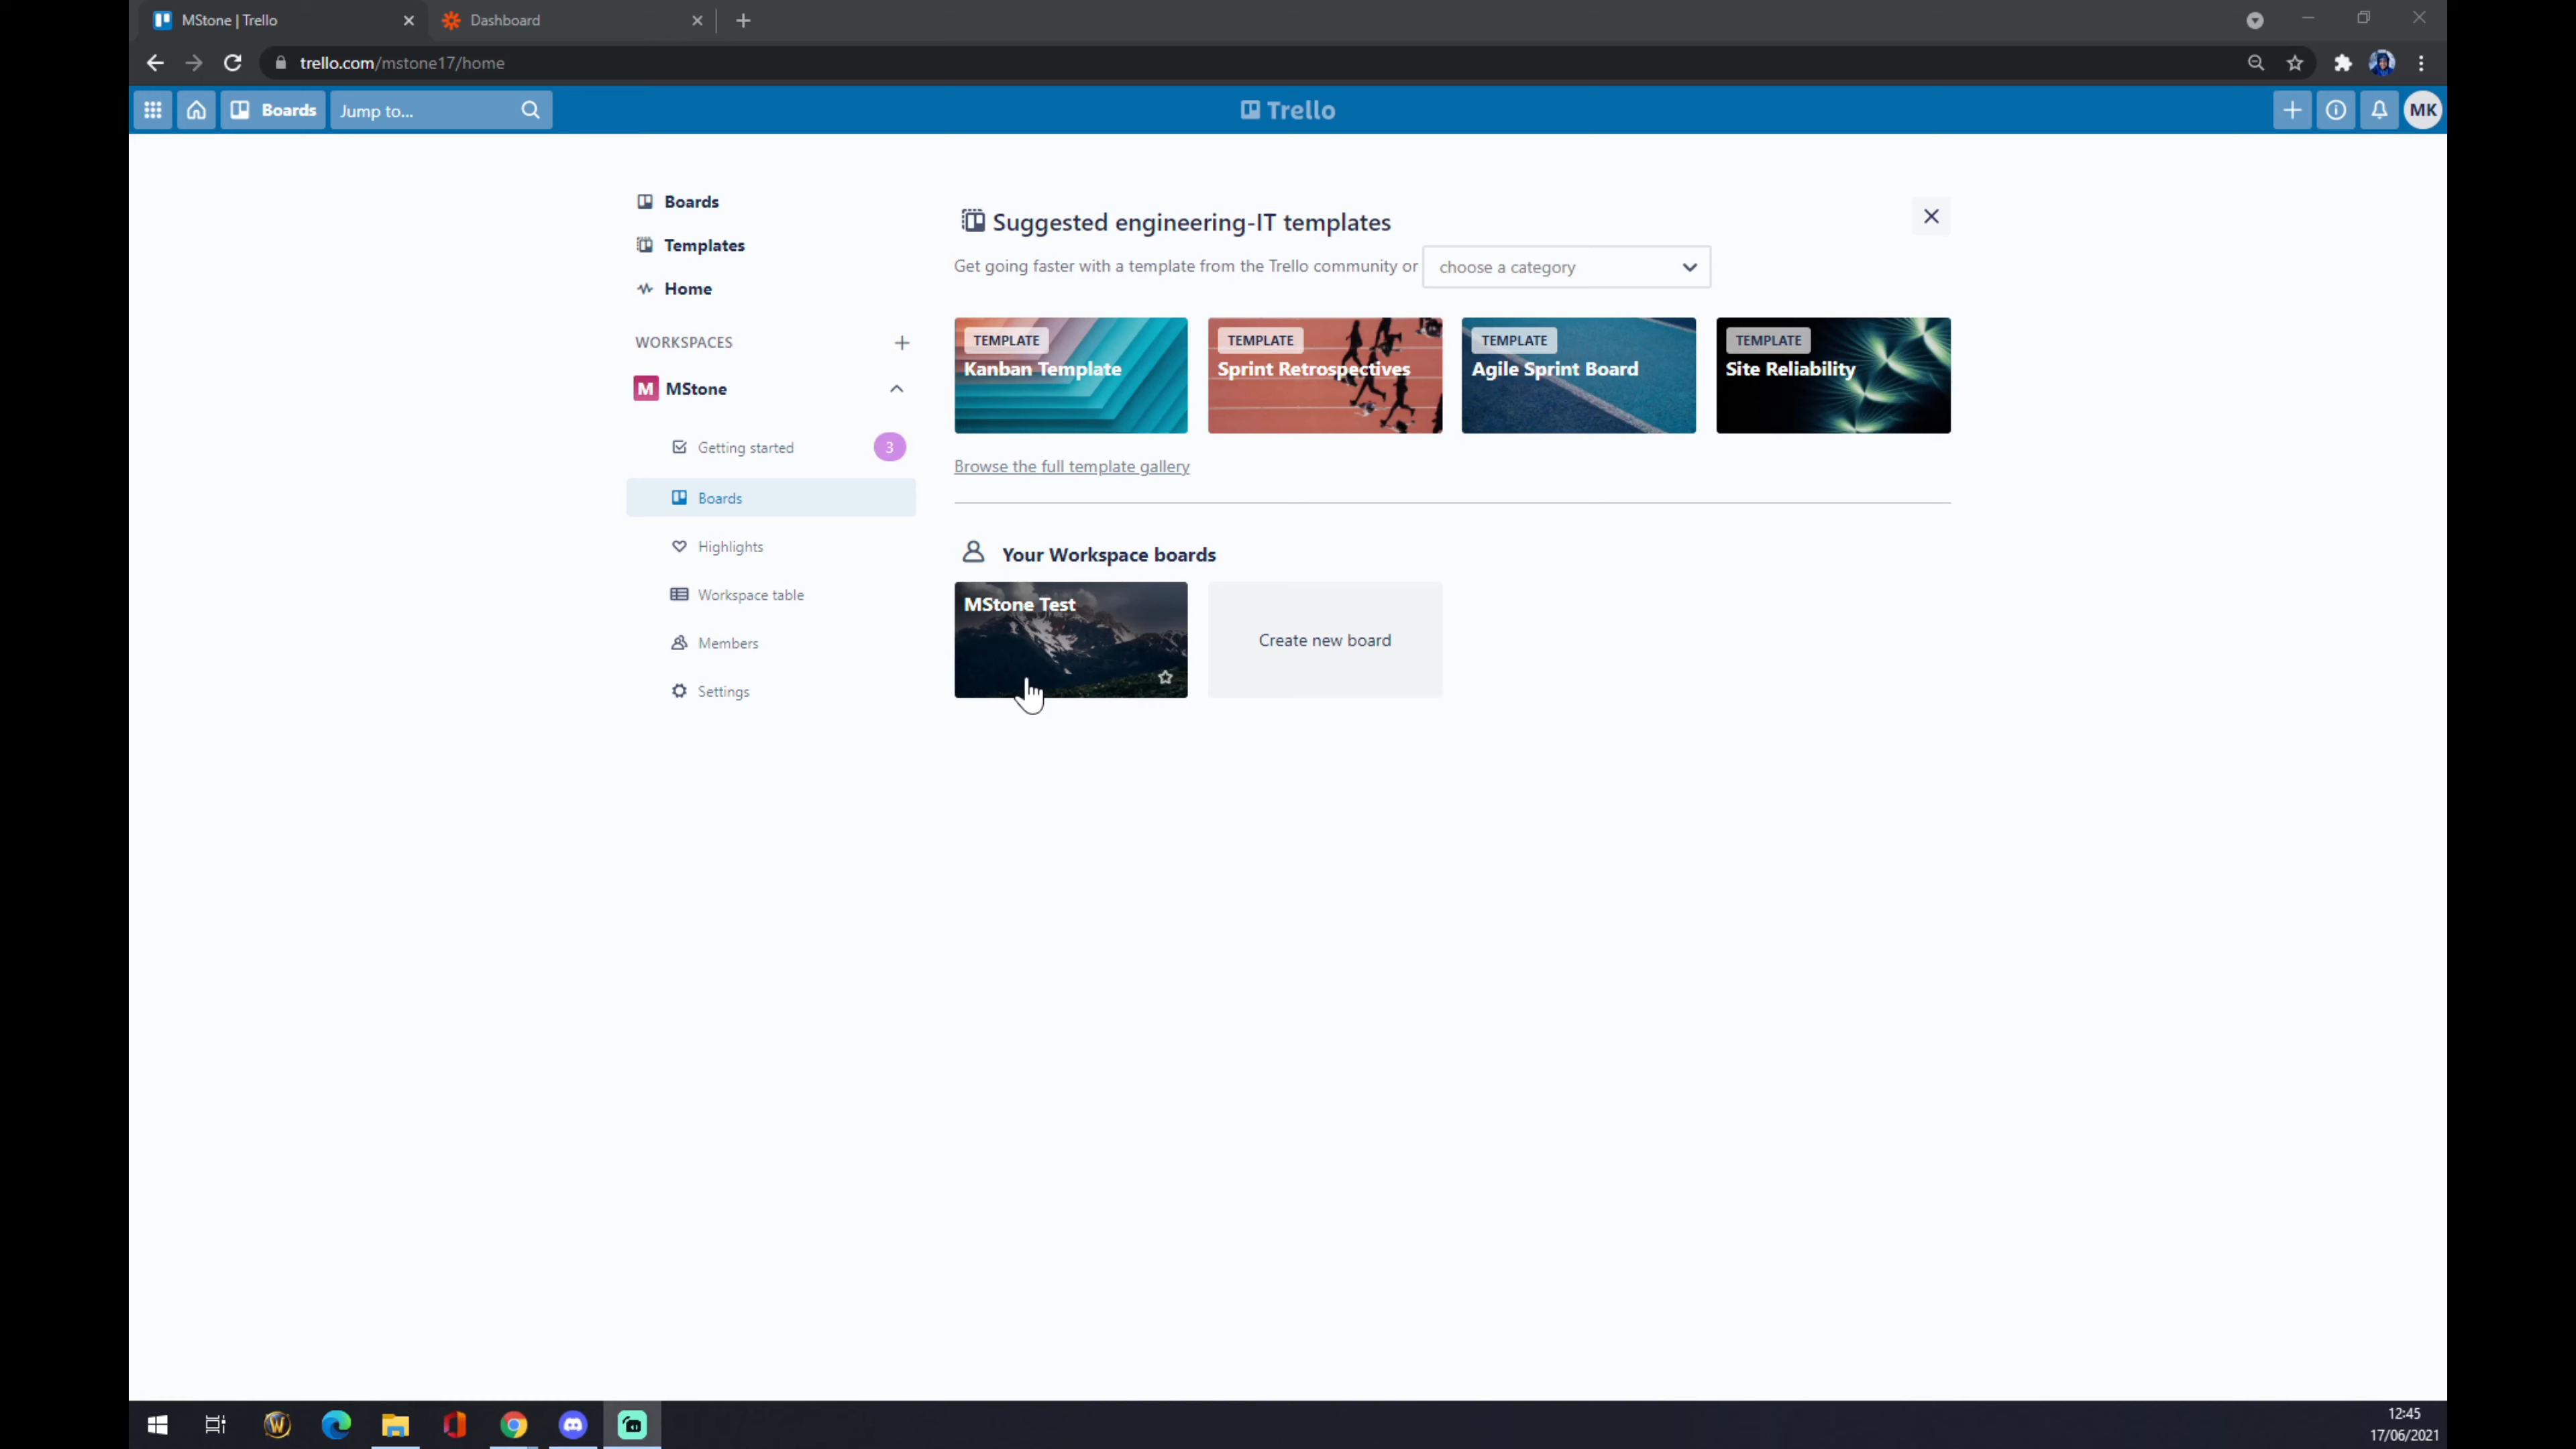 MStone | Trello
Dashboard
trello.com/mstone17/home
Boards
Jump to...
Trello
MK
Boards
Templates
Home
WORKSPACES
M MStone
Getting started 3
Boards
Highlights
Workspace table
Members
Settings
Suggested engineering-IT templates
Get going faster with a template from the Trello community or choose a category
TEMPLATE
Kanban Template
TEMPLATE
Sprint Retrospectives
TEMPLATE
Agile Sprint Board
TEMPLATE
Site Reliability
Browse the full template gallery
Your Workspace boards
MStone Test
Create new board
12:45
17/06/2021